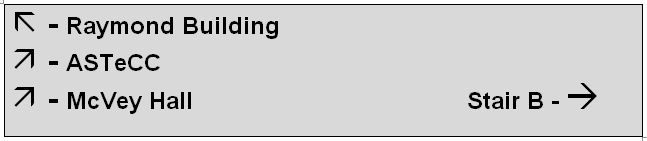 ↖ - Raymond Building
↗ - ASTeCC
↗ - McVey Hall Stair B - →